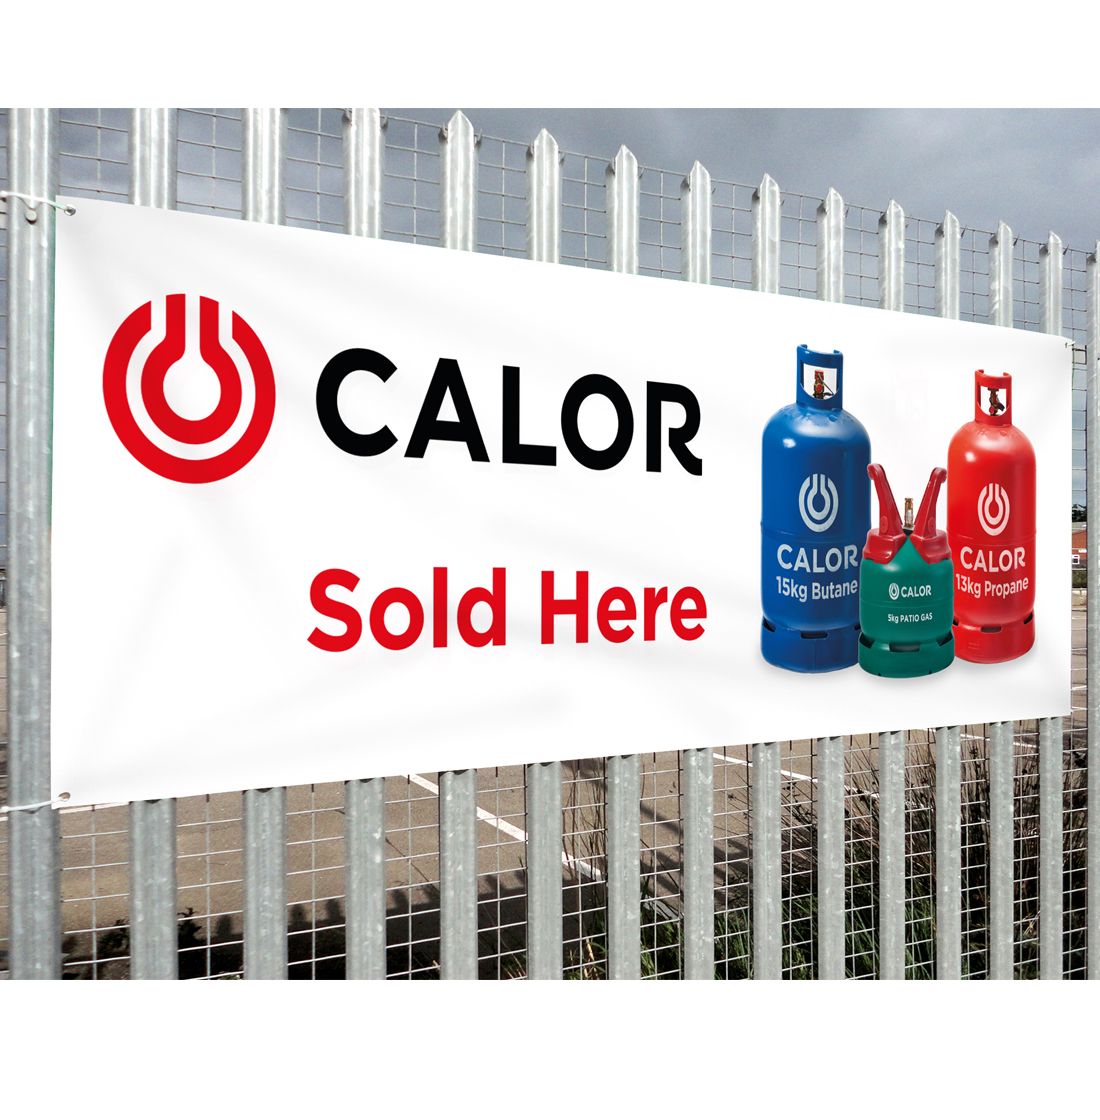 CALOR
Sold Here
CALOR
15kg Butane
CALOR
5kg PATIO GAS
CALOR
13kg Propane